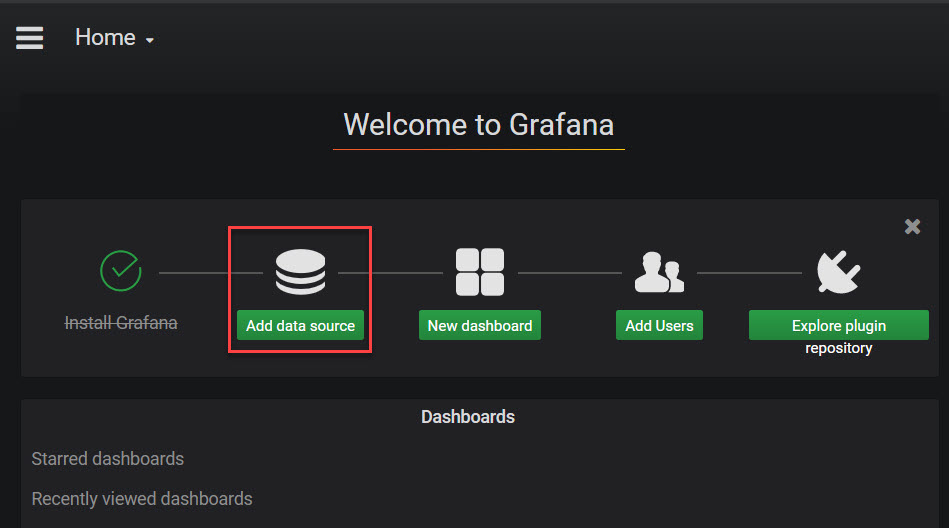 Home
Welcome to Grafana
Install Grafana
Add data source
New dashboard
Add Users
Explore plugin
repository
Dashboards
Starred dashboards
Recently viewed dashboards